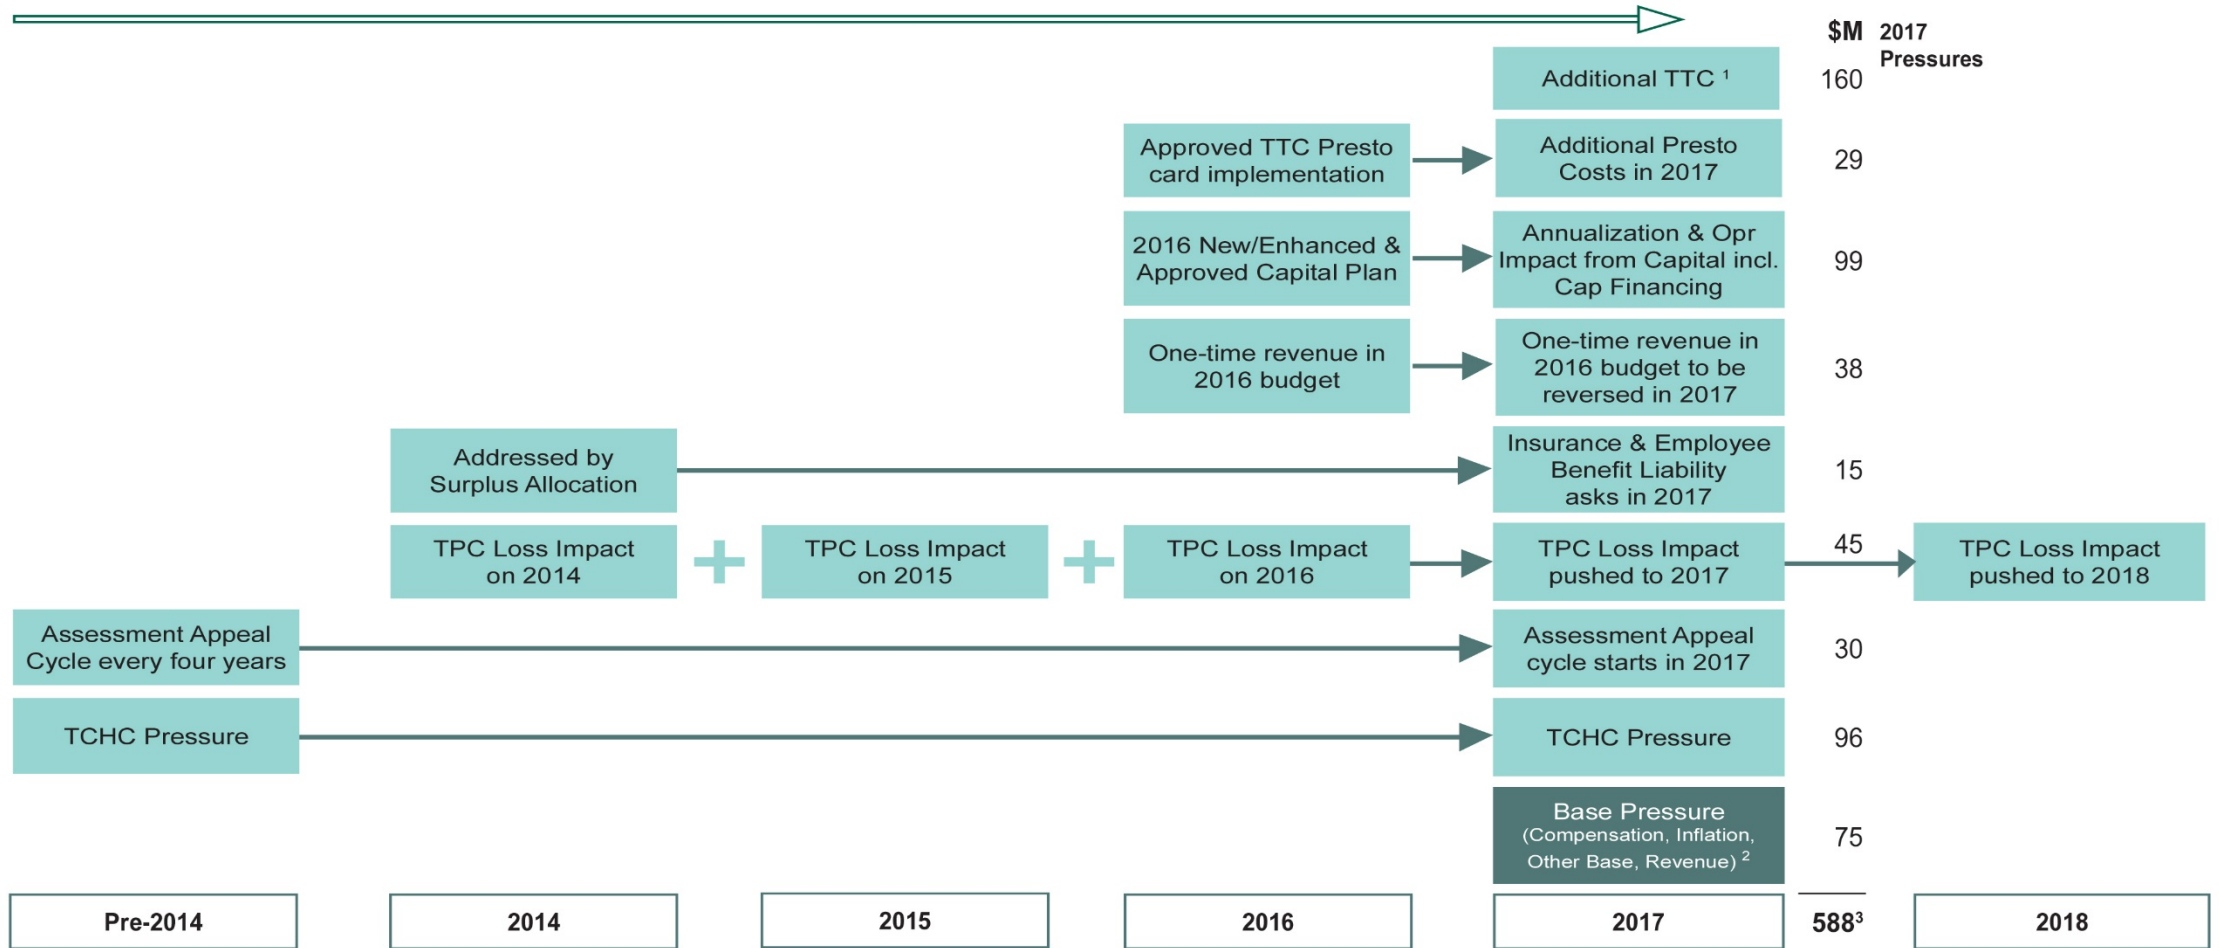 $M 2017
Pressures
Additional TTC ¹
160
Approved TTC Presto
card implementation
Additional Presto
Costs in 2017
29
2016 New/Enhanced &
Approved Capital Plan
Annualization & Opr
Impact from Capital incl.
Cap Financing
99
One-time revenue in
2016 budget
One-time revenue in
2016 budget to be
reversed in 2017
38
Addressed by
Surplus Allocation
Insurance & Employee
Benefit Liability
asks in 2017
15
TPC Loss Impact
on 2014
+
TPC Loss Impact
on 2015
+
TPC Loss Impact
on 2016
TPC Loss Impact
pushed to 2017
45
TPC Loss Impact
pushed to 2018
Assessment Appeal
Cycle every four years
Assessment Appeal
cycle starts in 2017
30
TCHC Pressure
TCHC Pressure
96
Base Pressure
(Compensation, Inflation,
Other Base, Revenue) ²
75
Pre-2014
2014
2015
2016
2017
588³
2018